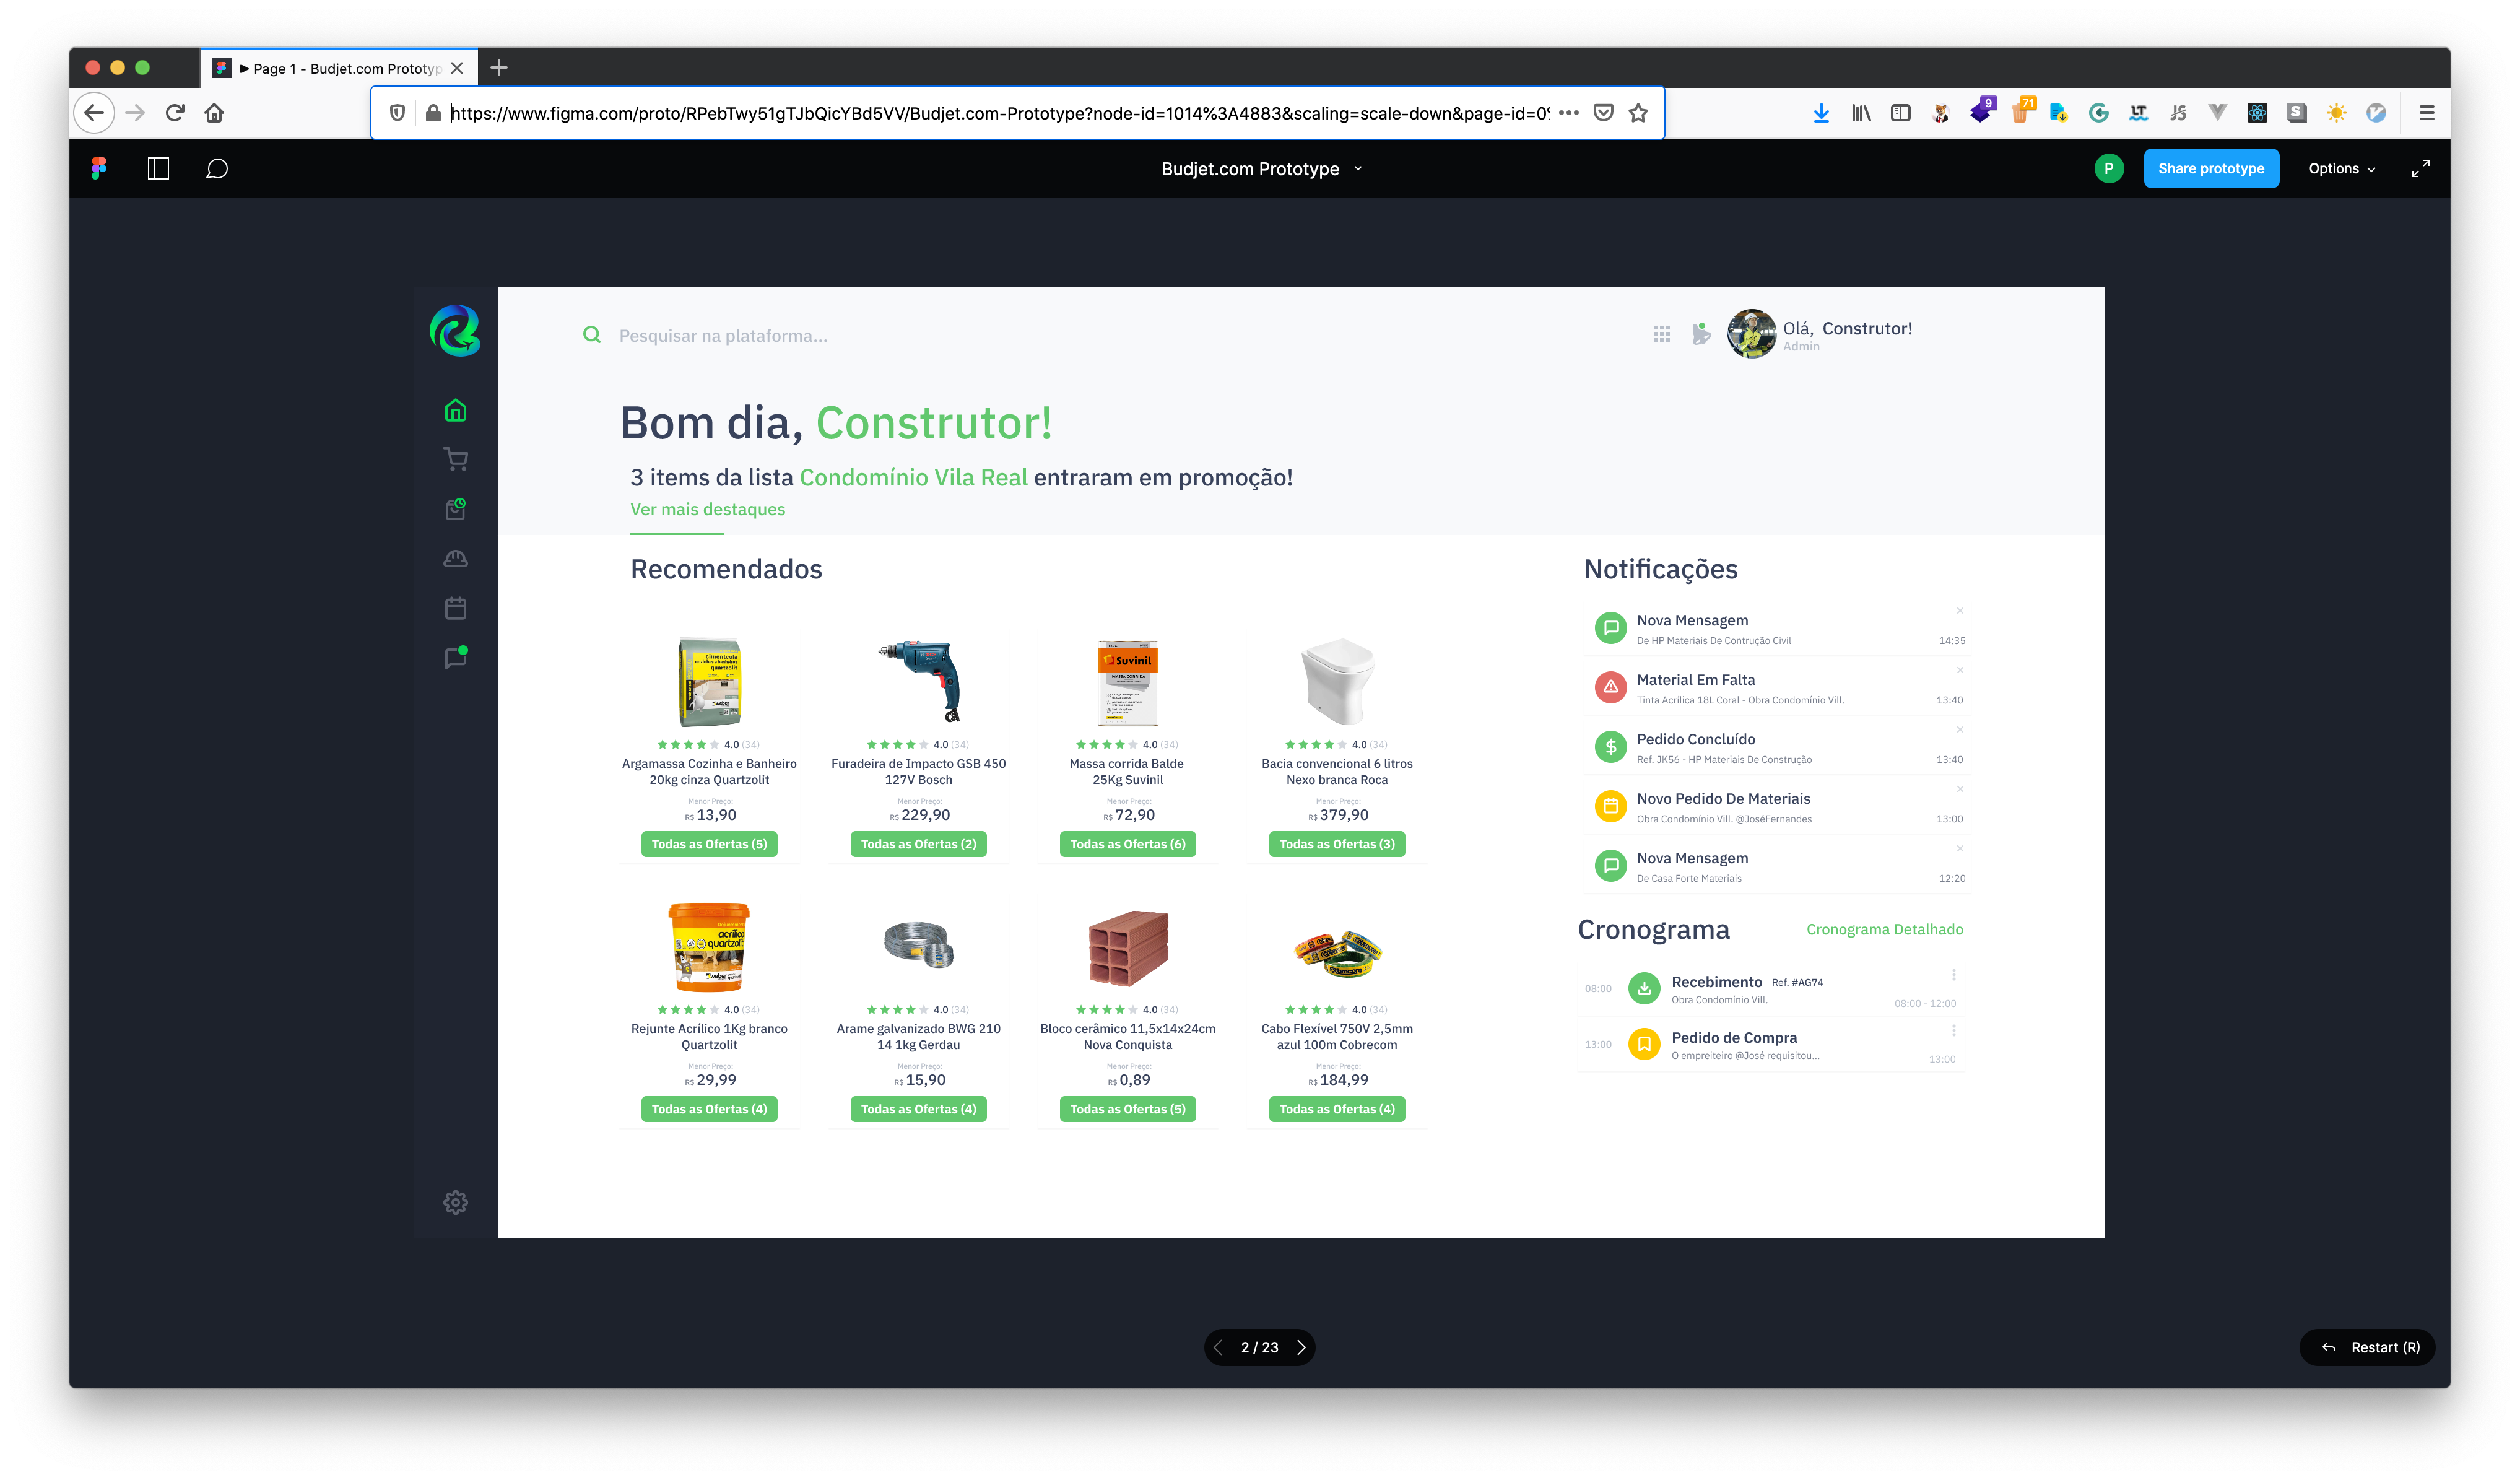 Page 1 - Budjet.com Prototyp
https://www.figma.com/proto/RPebTwy51gTJbQicYBd5VV/Budjet.com-Prototype?node-id=1014%3A4883&scaling=scale-down&page-id=0%
9
71
LT
JS
S
Budjet.com Prototype
P
Share prototype
Options
Pesquisar na plataforma...
Olá, Construtor!
Admin
Bom dia, Construtor!
3 items da lista Condomínio Vila Real entraram em promoção!
Ver mais destaques
Recomendados
cimentcola
quartzolit
weber
Suvinil
MASSA CORRIDA
4.0 (34)
4.0 (34)
4.0 (34)
4.0 (34)
Argamassa Cozinha e Banheiro
20kg cinza Quartzolit
Furadeira de Impacto GSB 450
127V Bosch
Massa corrida Balde
25Kg Suvinil
Bacia convencional 6 litros
Nexo branca Roca
Menor Preço:
R$ 13,90
Menor Preço:
R$ 229,90
Menor Preço:
R$ 72,90
Menor Preço:
R$ 379,90
Todas as Ofertas (5)
Todas as Ofertas (2)
Todas as Ofertas (6)
Todas as Ofertas (3)
acrílico
quartzolit
weber
4.0 (34)
4.0 (34)
4.0 (34)
4.0 (34)
Rejunte Acrílico 1Kg branco
Quartzolit
Arame galvanizado BWG 210
14 1kg Gerdau
Bloco cerâmico 11,5x14x24cm
Nova Conquista
Cabo Flexível 750V 2,5mm
azul 100m Cobrecom
Menor Preço:
R$ 29,99
Menor Preço:
R$ 15,90
Menor Preço:
R$ 0,89
Menor Preço:
R$ 184,99
Todas as Ofertas (4)
Todas as Ofertas (4)
Todas as Ofertas (5)
Todas as Ofertas (4)
Notificações
Nova Mensagem
De HP Materiais De Contrução Civil
14:35
Material Em Falta
Tinta Acrílica 18L Coral - Obra Condomínio Vill.
13:40
Pedido Concluído
Ref. JK56 - HP Materiais De Construção
13:40
Novo Pedido De Materiais
Obra Condomínio Vill. @JoséFernandes
13:00
Nova Mensagem
De Casa Forte Materiais
12:20
Cronograma
Cronograma Detalhado
08:00
Recebimento Ref. #AG74
Obra Condomínio Vill.
08:00 - 12:00
13:00
Pedido de Compra
O empreiteiro @José requisitou...
13:00
2 / 23
Restart (R)